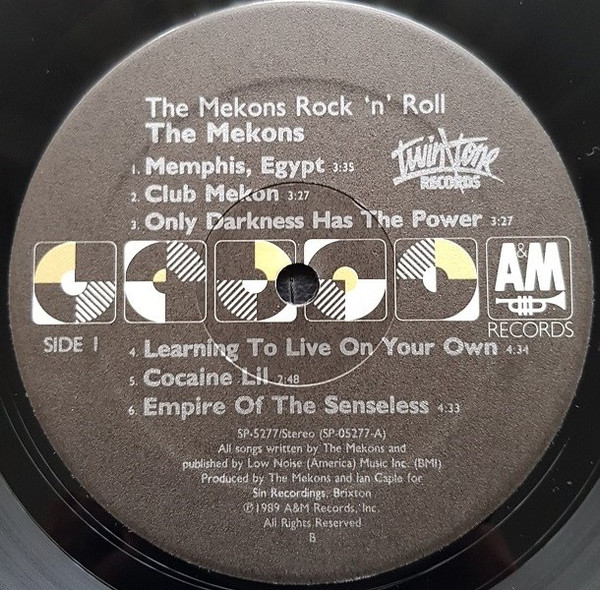 The Mekons Rock 'n' Roll
The Mekons
1. Memphis, Egypt 3:35
2. Club Mekon 3:27
3. Only Darkness Has The Power 3:27
twin/tone
RECORDS
A&M
RECORDS
SIDE 1
4. Learning To Live On Your Own 4:34
5. Cocaine Lil 2:48
6. Empire Of The Senseless 4:33
SP-5277/Stereo (SP-05277-A)
All songs written by The Mekons and
published by Low Noise (America) Music Inc. (BMI)
Produced by The Mekons and Ian Caple for
Sin Recordings, Brixton
℗1989 A&M Records, Inc.
All Rights Reserved
B